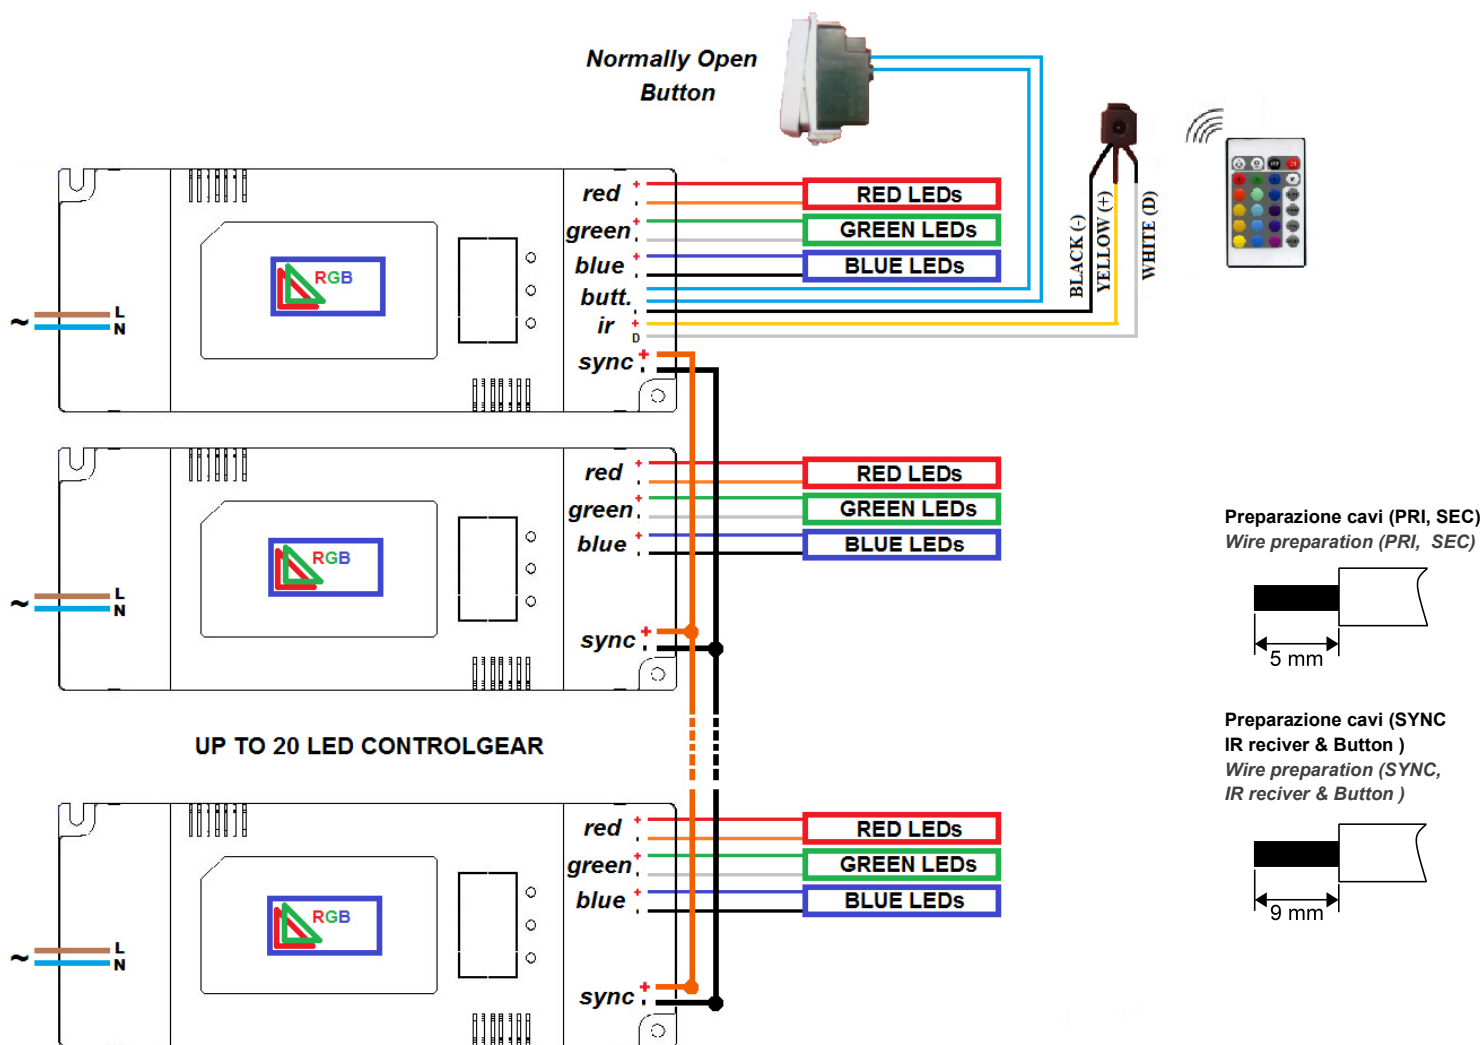 Normally Open
Button
red + -
green + -
blue + -
butt.
ir - + D
sync + -
RED LEDs
GREEN LEDs
BLUE LEDs
BLACK (-)
YELLOW (+)
WHITE (D)
RGB
~ L
N
red + -
green + -
blue + -
sync + -
RED LEDs
GREEN LEDs
BLUE LEDs
RGB
~ L
N
UP TO 20 LED CONTROLGEAR
red + -
green + -
blue + -
sync + -
RED LEDs
GREEN LEDs
BLUE LEDs
RGB
~ L
N
Preparazione cavi (PRI, SEC)
Wire preparation (PRI, SEC)
5 mm
Preparazione cavi (SYNC
IR reciver & Button )
Wire preparation (SYNC,
IR reciver & Button )
9 mm